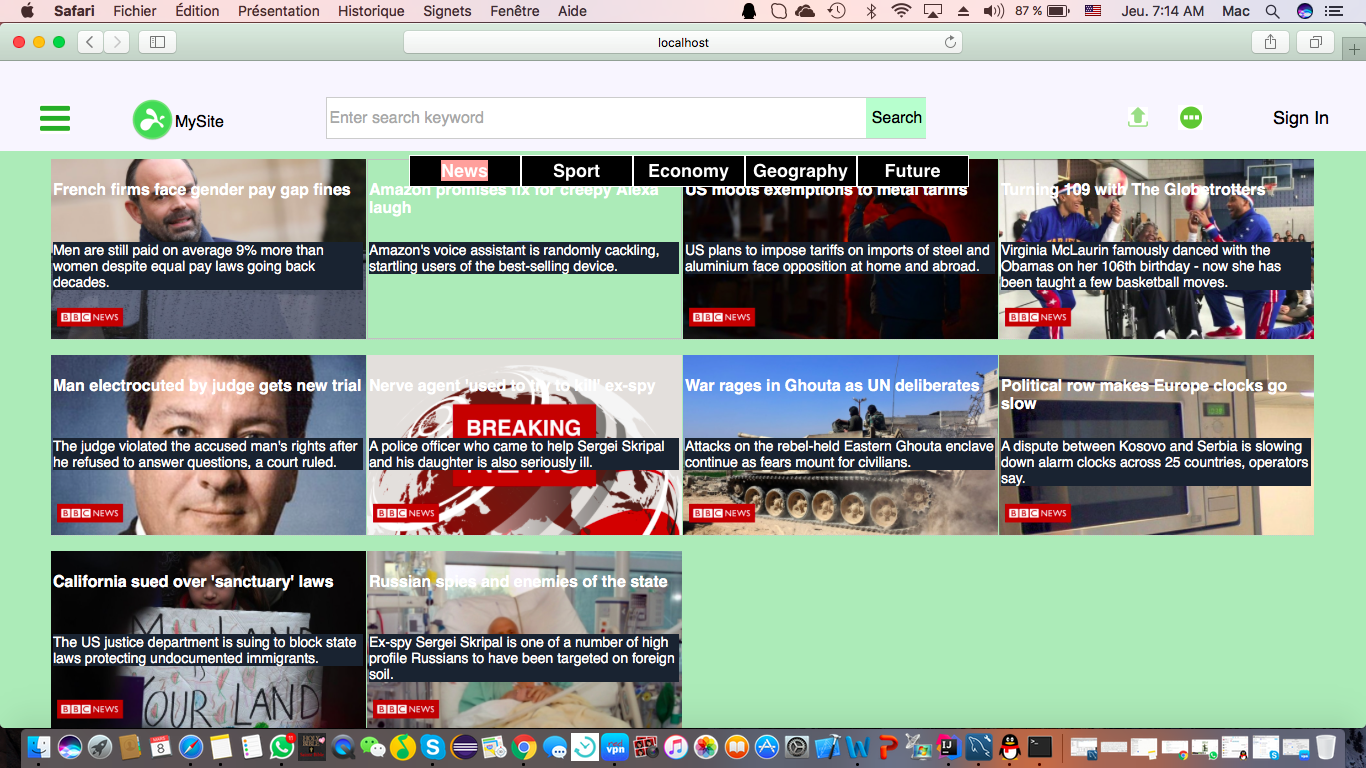 Safari Fichier Édition Présentation Historique Signets Fenêtre Aide 87 % Jeu. 7:14 AM Mac
localhost
MySite Enter search keyword Search Sign In
News Sport Economy Geography Future
French firms face gender pay gap fines
Men are still paid on average 9% more than
women despite equal pay laws going back
decades.
BBC NEWS
Amazon promises fix for creepy Alexa
laugh
Amazon's voice assistant is randomly cackling,
startling users of the best-selling device.
US moots exemptions to metal tariffs
US plans to impose tariffs on imports of steel and
aluminium face opposition at home and abroad.
BBC NEWS
Turning 109 with The Globetrotters
Virginia McLaurin famously danced with the
Obamas on her 106th birthday - now she has
been taught a few basketball moves.
BBC NEWS
Man electrocuted by judge gets new trial
The judge violated the accused man's rights after
he refused to answer questions, a court ruled.
BBC NEWS
Nerve agent 'used to try to kill' ex-spy
BREAKING
A police officer who came to help Sergei Skripal
and his daughter is also seriously ill.
BBC NEWS
War rages in Ghouta as UN deliberates
Attacks on the rebel-held Eastern Ghouta enclave
continue as fears mount for civilians.
BBC NEWS
Political row makes Europe clocks go
slow
A dispute between Kosovo and Serbia is slowing
down alarm clocks across 25 countries, operators
say.
BBC NEWS
California sued over 'sanctuary' laws
The US justice department is suing to block state
laws protecting undocumented immigrants.
YOUR LAND
BBC NEWS
Russian spies and enemies of the state
Ex-spy Sergei Skripal is one of a number of high
profile Russians to have been targeted on foreign
soil.
BBC NEWS
8
vpn